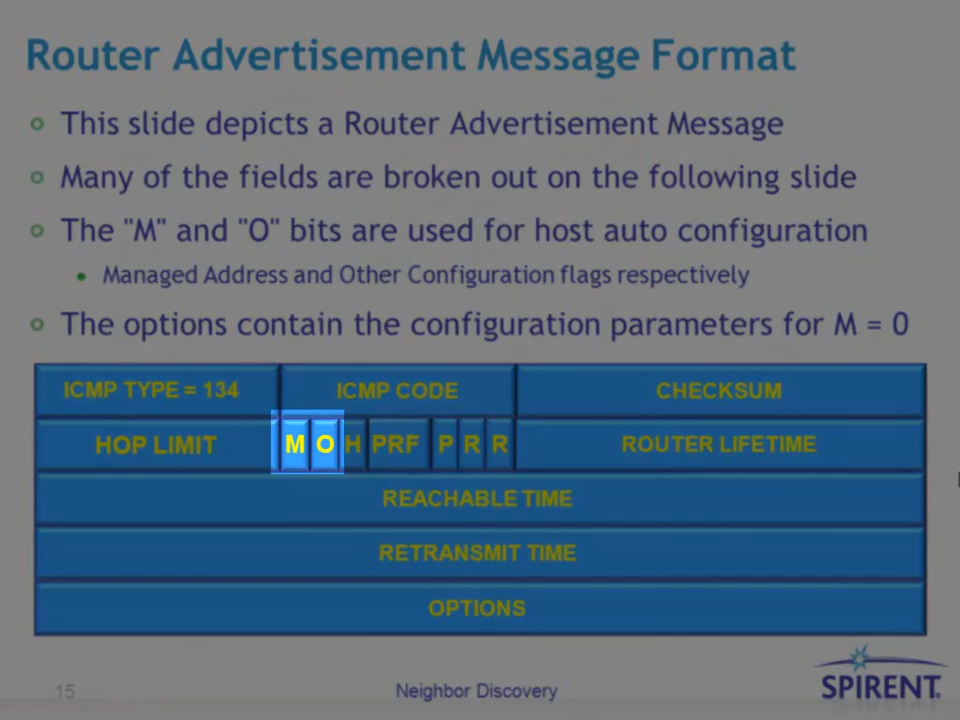 Router Advertisement Message Format
This slide depicts a Router Advertisement Message
Many of the fields are broken out on the following slide
The "M" and "O" bits are used for host auto configuration
Managed Address and Other Configuration flags respectively
The options contain the configuration parameters for M = 0
ICMP TYPE = 134 ICMP CODE CHECKSUM
HOP LIMIT M O H PRF P R R ROUTER LIFETIME
REACHABLE TIME
RETRANSMIT TIME
OPTIONS
15 Neighbor Discovery SPIRENT